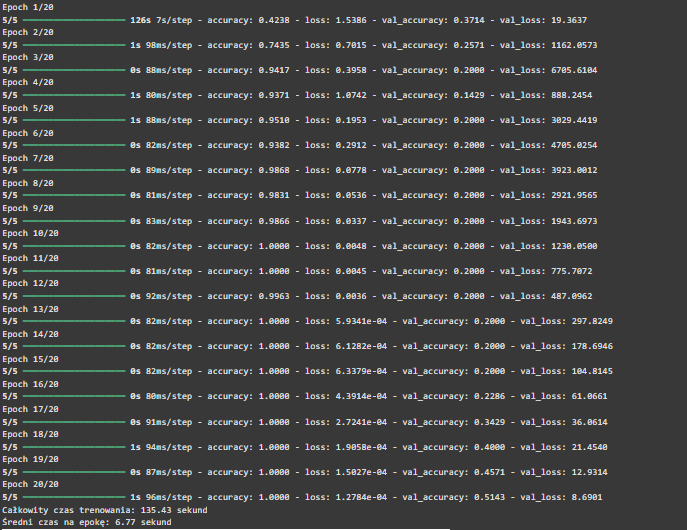 Epoch 1/20
5/5 ━━━━━━━━━━━━━━━━━━━━ 126s 7s/step - accuracy: 0.4238 - loss: 1.5386 - val_accuracy: 0.3714 - val_loss: 19.3637
Epoch 2/20
5/5 ━━━━━━━━━━━━━━━━━━━━ 1s 98ms/step - accuracy: 0.7435 - loss: 0.7015 - val_accuracy: 0.2571 - val_loss: 1162.0573
Epoch 3/20
5/5 ━━━━━━━━━━━━━━━━━━━━ 0s 88ms/step - accuracy: 0.9417 - loss: 0.3958 - val_accuracy: 0.2000 - val_loss: 6705.6104
Epoch 4/20
5/5 ━━━━━━━━━━━━━━━━━━━━ 1s 80ms/step - accuracy: 0.9371 - loss: 1.0742 - val_accuracy: 0.1429 - val_loss: 888.2454
Epoch 5/20
5/5 ━━━━━━━━━━━━━━━━━━━━ 1s 88ms/step - accuracy: 0.9510 - loss: 0.1953 - val_accuracy: 0.2000 - val_loss: 3029.4419
Epoch 6/20
5/5 ━━━━━━━━━━━━━━━━━━━━ 0s 82ms/step - accuracy: 0.9382 - loss: 0.2912 - val_accuracy: 0.2000 - val_loss: 4705.0254
Epoch 7/20
5/5 ━━━━━━━━━━━━━━━━━━━━ 0s 89ms/step - accuracy: 0.9868 - loss: 0.0778 - val_accuracy: 0.2000 - val_loss: 3923.0012
Epoch 8/20
5/5 ━━━━━━━━━━━━━━━━━━━━ 0s 81ms/step - accuracy: 0.9831 - loss: 0.0536 - val_accuracy: 0.2000 - val_loss: 2921.9565
Epoch 9/20
5/5 ━━━━━━━━━━━━━━━━━━━━ 0s 83ms/step - accuracy: 0.9866 - loss: 0.0337 - val_accuracy: 0.2000 - val_loss: 1943.6973
Epoch 10/20
5/5 ━━━━━━━━━━━━━━━━━━━━ 0s 82ms/step - accuracy: 1.0000 - loss: 0.0048 - val_accuracy: 0.2000 - val_loss: 1230.0500
Epoch 11/20
5/5 ━━━━━━━━━━━━━━━━━━━━ 0s 81ms/step - accuracy: 1.0000 - loss: 0.0045 - val_accuracy: 0.2000 - val_loss: 775.7072
Epoch 12/20
5/5 ━━━━━━━━━━━━━━━━━━━━ 0s 92ms/step - accuracy: 0.9963 - loss: 0.0036 - val_accuracy: 0.2000 - val_loss: 487.0962
Epoch 13/20
5/5 ━━━━━━━━━━━━━━━━━━━━ 0s 82ms/step - accuracy: 1.0000 - loss: 5.9341e-04 - val_accuracy: 0.2000 - val_loss: 297.8249
Epoch 14/20
5/5 ━━━━━━━━━━━━━━━━━━━━ 0s 82ms/step - accuracy: 1.0000 - loss: 6.1282e-04 - val_accuracy: 0.2000 - val_loss: 178.6946
Epoch 15/20
5/5 ━━━━━━━━━━━━━━━━━━━━ 0s 82ms/step - accuracy: 1.0000 - loss: 6.3379e-04 - val_accuracy: 0.2000 - val_loss: 104.8145
Epoch 16/20
5/5 ━━━━━━━━━━━━━━━━━━━━ 0s 80ms/step - accuracy: 1.0000 - loss: 4.3914e-04 - val_accuracy: 0.2286 - val_loss: 61.0661
Epoch 17/20
5/5 ━━━━━━━━━━━━━━━━━━━━ 0s 91ms/step - accuracy: 1.0000 - loss: 2.7241e-04 - val_accuracy: 0.3429 - val_loss: 36.0614
Epoch 18/20
5/5 ━━━━━━━━━━━━━━━━━━━━ 1s 94ms/step - accuracy: 1.0000 - loss: 1.9058e-04 - val_accuracy: 0.4000 - val_loss: 21.4540
Epoch 19/20
5/5 ━━━━━━━━━━━━━━━━━━━━ 0s 87ms/step - accuracy: 1.0000 - loss: 1.5027e-04 - val_accuracy: 0.4571 - val_loss: 12.9314
Epoch 20/20
5/5 ━━━━━━━━━━━━━━━━━━━━ 1s 96ms/step - accuracy: 1.0000 - loss: 1.2784e-04 - val_accuracy: 0.5143 - val_loss: 8.6901
Całkowity czas trenowania: 135.43 sekund
Średni czas na epokę: 6.77 sekund